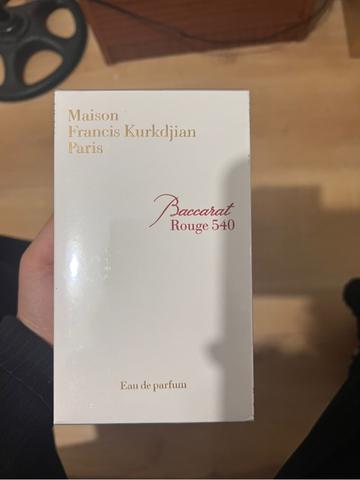 Maison
Francis Kurkdjian
Paris
Baccarat
Rouge 540
Eau de parfum